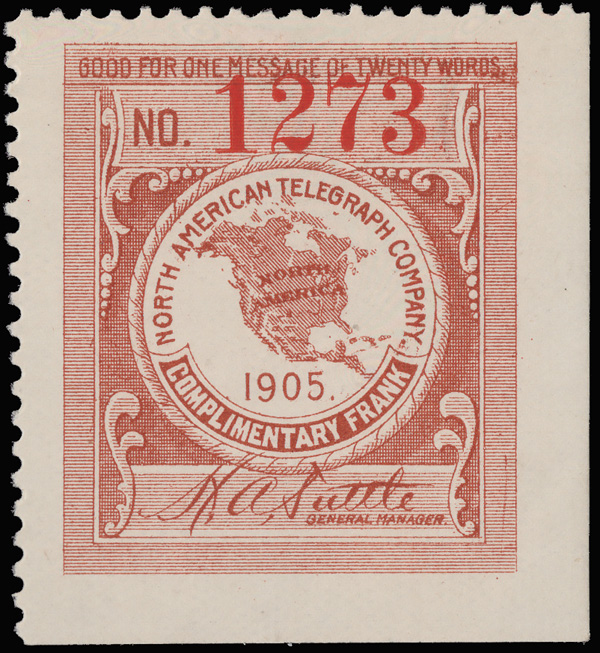 GOOD FOR ONE MESSAGE OF TWENTY WORDS.
NO. 1273
NORTH AMERICAN TELEGRAPH COMPANY.
NORTH
AMERICA
1905.
COMPLIMENTARY FRANK
H. A. Tuttle
GENERAL MANAGER.